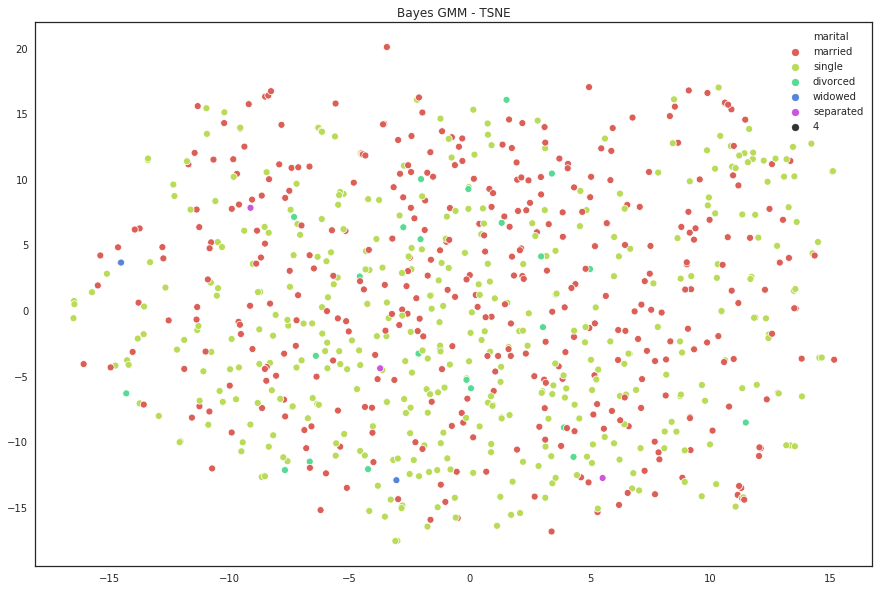 Bayes GMM - TSNE
marital
married
single
divorced
widowed
separated
4
20
15
10
5
0
−5
−10
−15
−15 −10 −5 0 5 10 15